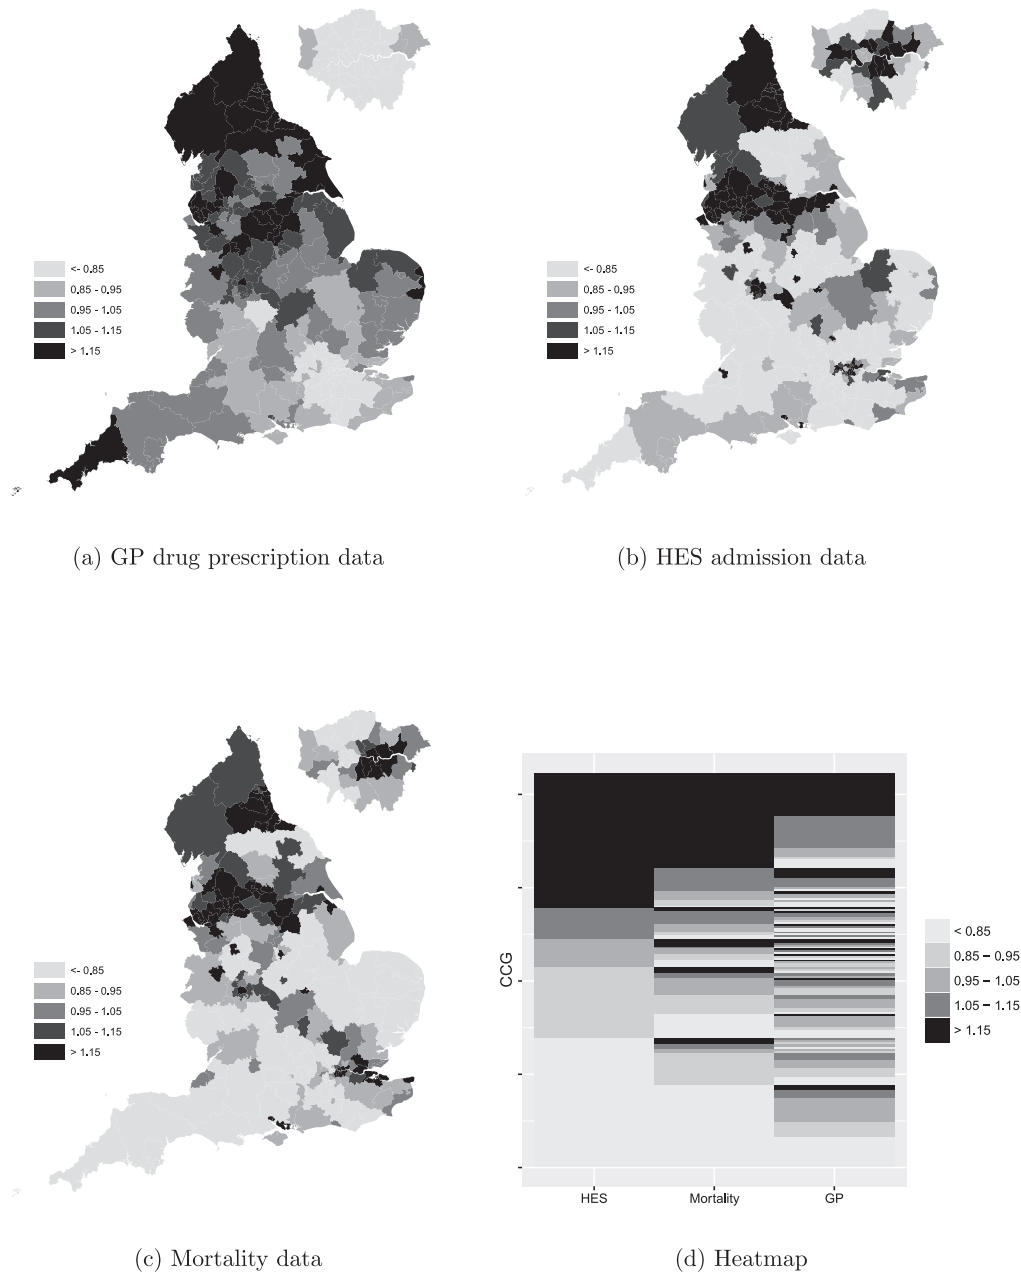 <- 0.85
0.85 - 0.95
0.95 - 1.05
1.05 - 1.15
> 1.15
<- 0.85
0.85 - 0.95
0.95 - 1.05
1.05 - 1.15
> 1.15
(a) GP drug prescription data
(b) HES admission data
<- 0.85
0.85 - 0.95
0.95 - 1.05
1.05 - 1.15
> 1.15
CCG
HES
Mortality
GP
< 0.85
0.85 − 0.95
0.95 − 1.05
1.05 − 1.15
> 1.15
(c) Mortality data
(d) Heatmap